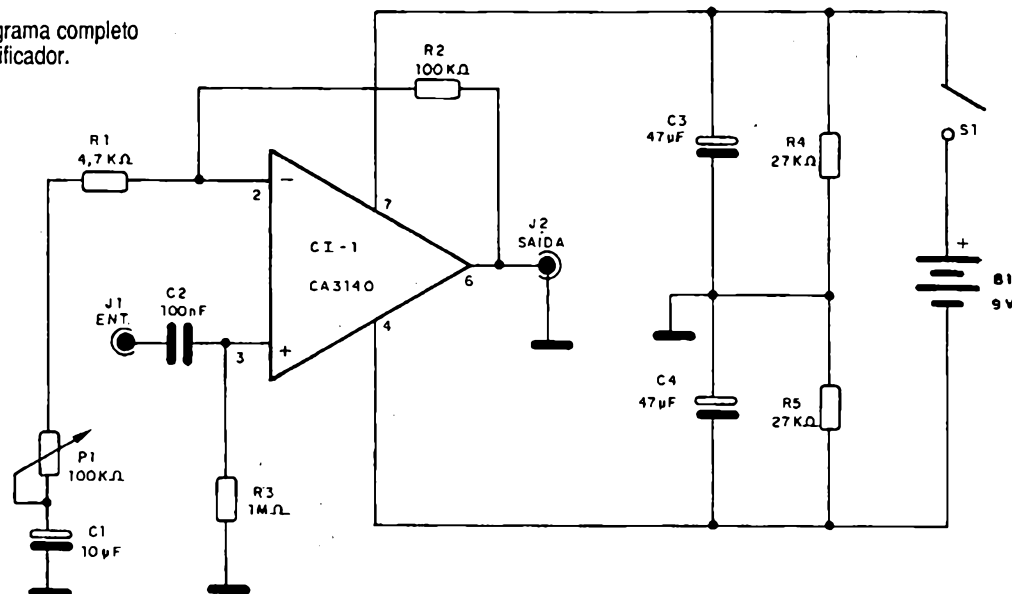 grama completo
ificador.
R2
100KΩ
R1
4,7KΩ
2
−
7
CI-1
CA3140
6
4
3
+
J2
SAÍDA
J1
ENT.
C2
100nF
C3
47µF
R4
27KΩ
S1
+
B1
9V
C4
47µF
R5
27KΩ
P1
100KΩ
R3
1MΩ
C1
10µF